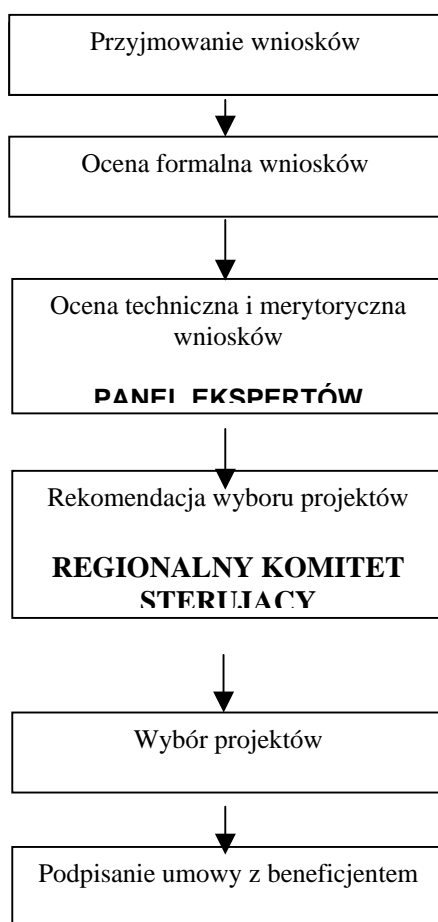 Przyjmowanie wniosków
Ocena formalna wniosków
Ocena techniczna i merytoryczna
wniosków
PANEL EKSPERTÓW
Rekomendacja wyboru projektów
REGIONALNY KOMITET
STERUJĄCY
Wybór projektów
Podpisanie umowy z beneficjentem